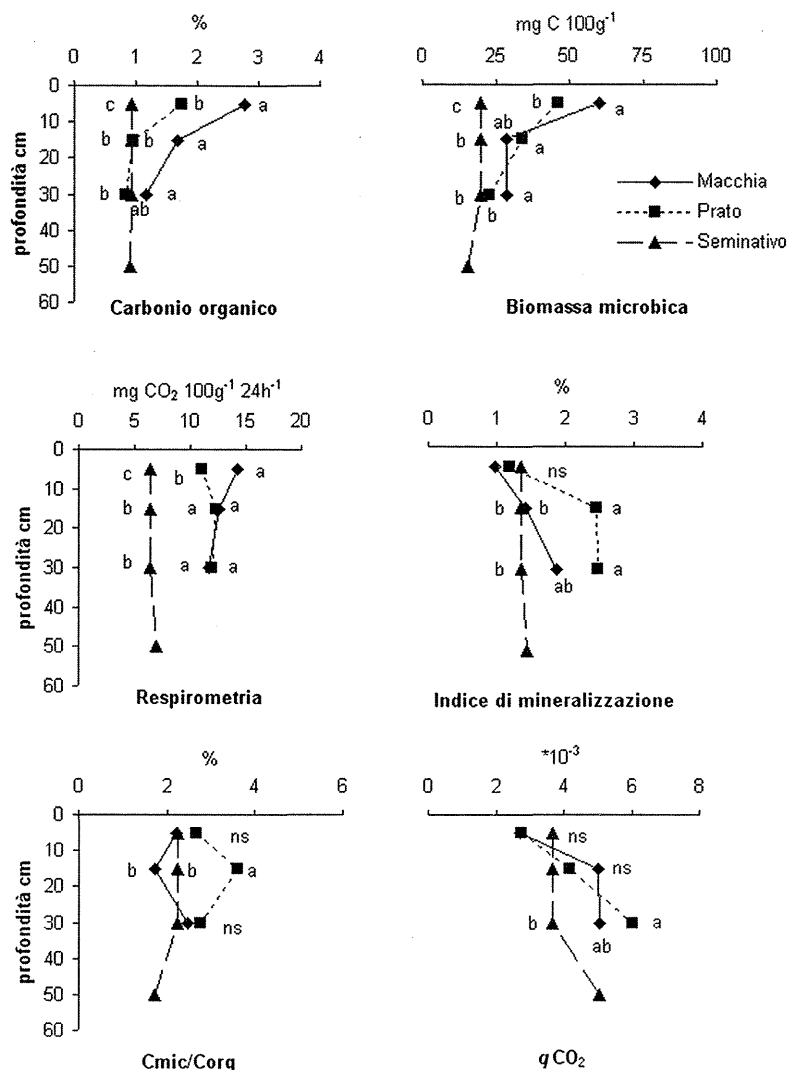 % mg C 100g⁻¹
0 1 2 3 4 0 25 50 75 100
0
10
20
30
40
50
60
profondità cm
c b a
b b a
b ab a
Carbonio organico
c b a
ab
b a
b b a
Macchia
Prato
Seminativo
Biomassa microbica
mg CO₂ 100g⁻¹ 24h⁻¹ %
0 5 10 15 20 0 1 2 3 4
0
10
20
30
40
50
60
profondità cm
c b a
b a a
b a a
Respirometria
ns
b b a
b ab a
Indice di mineralizzazione
% *10⁻³
0 2 4 6 0 2 4 6 8
0
10
20
30
40
50
60
profondità cm
ns
b b a
ns
Cmic/Corg
ns
ns
b ab a
qCO₂